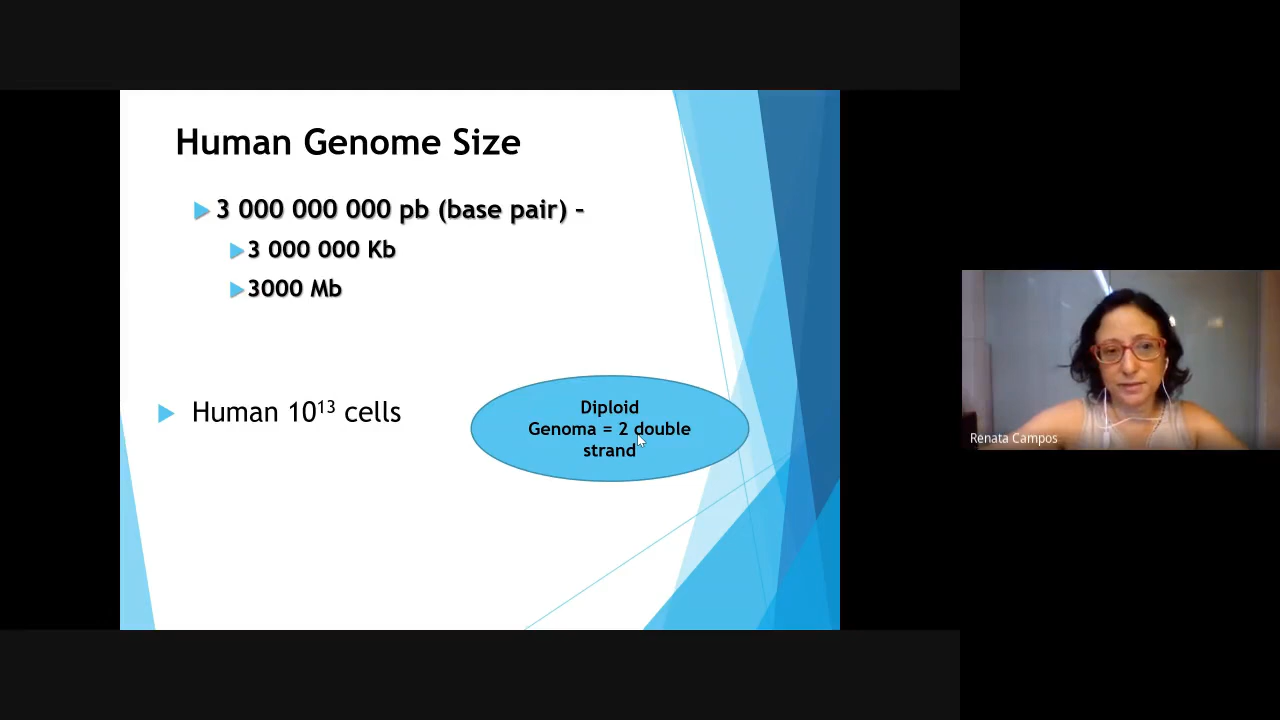 Human Genome Size
3 000 000 000 pb (base pair) –
3 000 000 Kb
3000 Mb
Human 10¹³ cells
Diploid
Genoma = 2 double
strand
Renata Campos